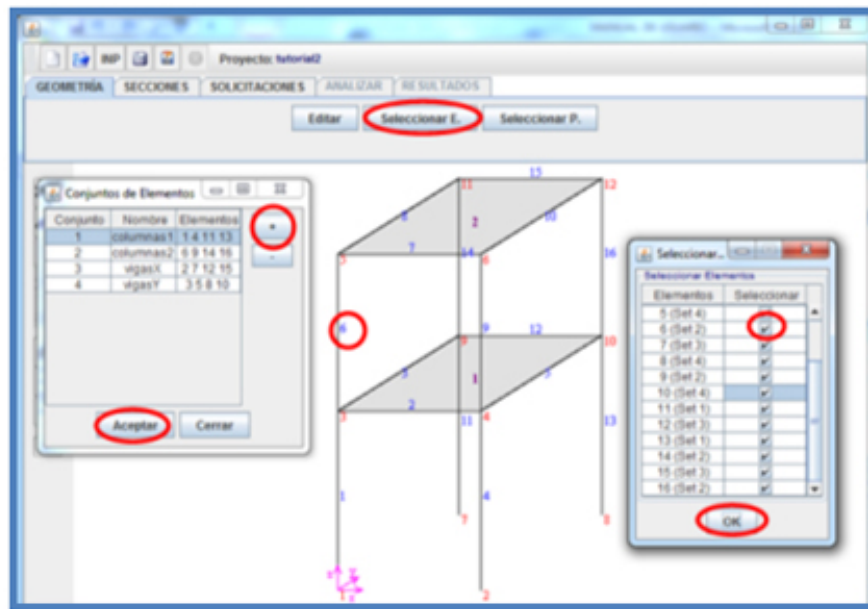 INP Proyecto: tutorial2
GEOMETRÍA SECCIONES SOLICITACIONES ANALIZAR RESULTADOS
Editar Seleccionar E. Seleccionar P.
Conjuntos de Elementos
Conjunto Nombre Elementos
1 columnas1 1 4 11 13
2 columnas2 6 9 14 16
3 vigasX 2 7 12 15
4 vigasY 3 5 8 10
+
-
Aceptar Cerrar
15
11 12
8 2 10
7 14
5 6 16
6 9 12
9 10
3 1 5
2 11 13
3 4
1 4
7 8
1 2
Seleccionar...
Seleccionar Elementos
Elementos Seleccionar
5 (Set 4)
6 (Set 2)
7 (Set 3)
8 (Set 4)
9 (Set 2)
10 (Set 4)
11 (Set 1)
12 (Set 3)
13 (Set 1)
14 (Set 2)
15 (Set 3)
16 (Set 2)
OK